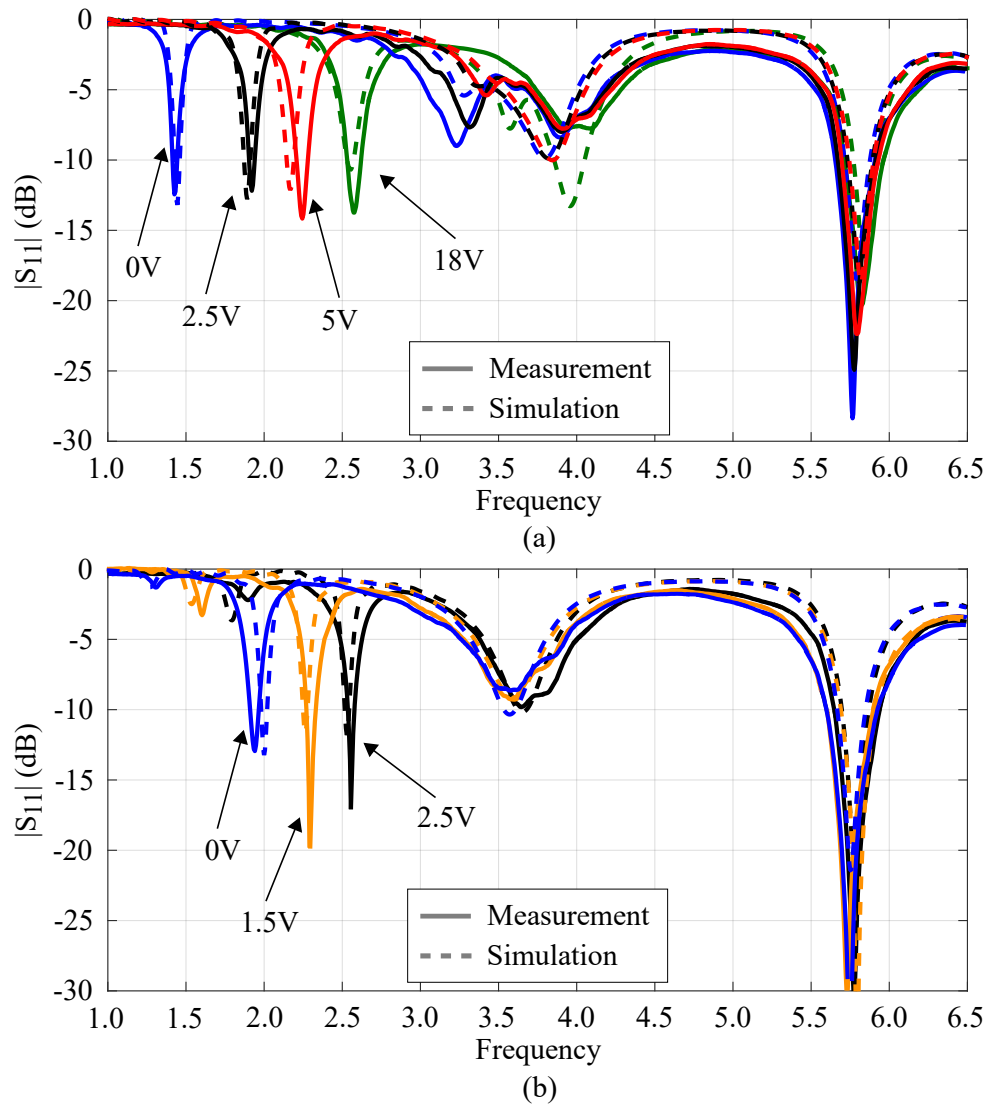 0
-5
-10
-15
-20
-25
-30
|S11| (dB)
0V
2.5V
5V
18V
Measurement
Simulation
1.0 1.5 2.0 2.5 3.0 3.5 4.0 4.5 5.0 5.5 6.0 6.5
Frequency
(a)
0
-5
-10
-15
-20
-25
-30
|S11| (dB)
0V
1.5V
2.5V
Measurement
Simulation
1.0 1.5 2.0 2.5 3.0 3.5 4.0 4.5 5.0 5.5 6.0 6.5
Frequency
(b)